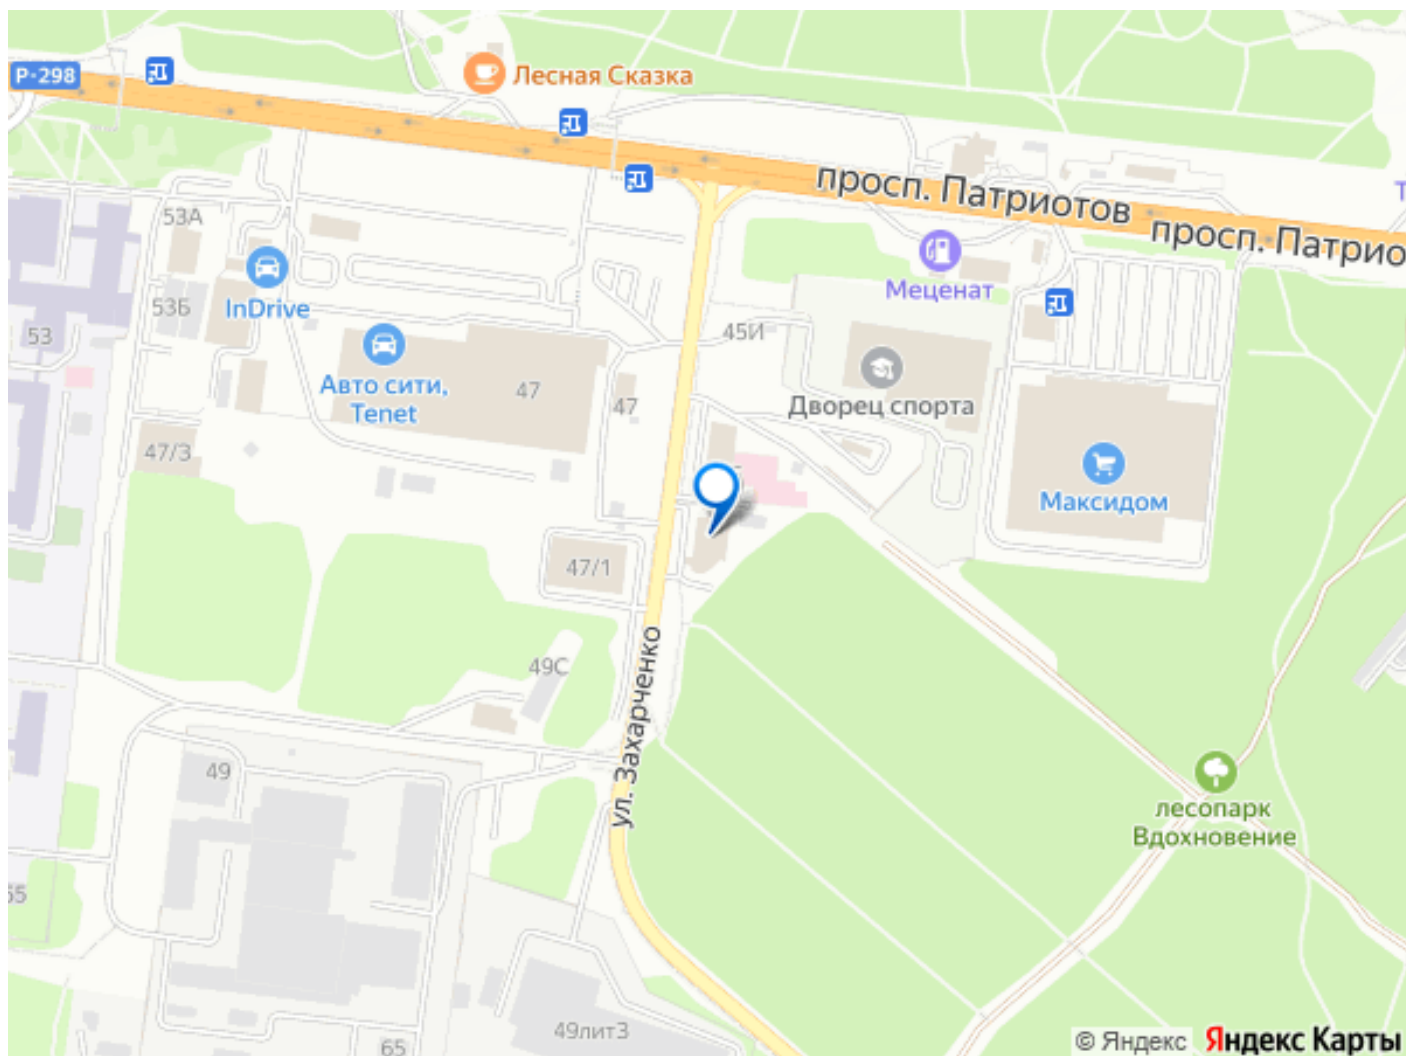 Р-298
Лесная Сказка
просп. Патриотов
просп. Патрио
Т
53А
InDrive
Меценат
53Б
53
45И
Авто сити,
Tenet
47
47
Дворец спорта
47/3
Максидом
47/1
ул. Захарченко
49С
49
лесопарк
Вдохновение
65
49лит3
65
© Яндекс
Яндекс Карты